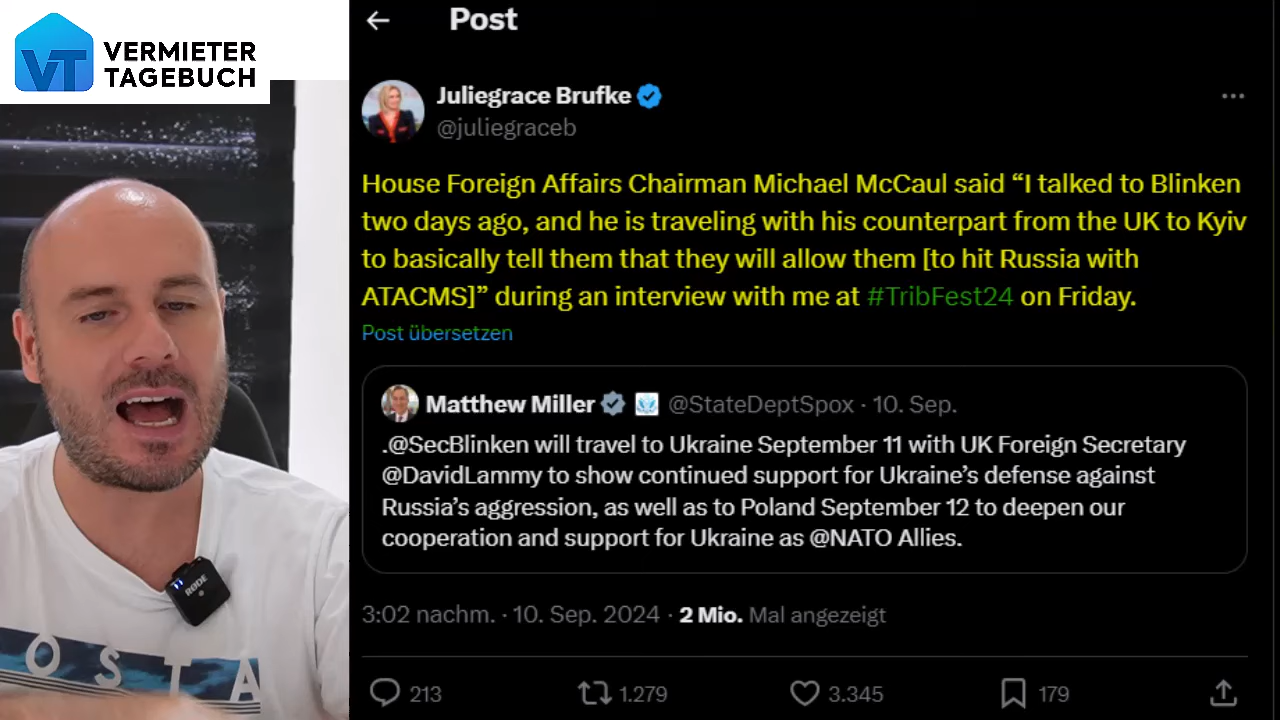 VT VERMIETER
TAGEBUCH
Post
Juliegrace Brufke
@juliegraceb
House Foreign Affairs Chairman Michael McCaul said “I talked to Blinken
two days ago, and he is traveling with his counterpart from the UK to Kyiv
to basically tell them that they will allow them [to hit Russia with
ATACMS]” during an interview with me at #TribFest24 on Friday.
Post übersetzen
Matthew Miller @StateDeptSpox · 10. Sep.
.@SecBlinken will travel to Ukraine September 11 with UK Foreign Secretary
@DavidLammy to show continued support for Ukraine’s defense against
Russia’s aggression, as well as to Poland September 12 to deepen our
cooperation and support for Ukraine as @NATO Allies.
3:02 nachm. · 10. Sep. 2024 · 2 Mio. Mal angezeigt
213 1.279 3.345 179
RØDE
O S T A